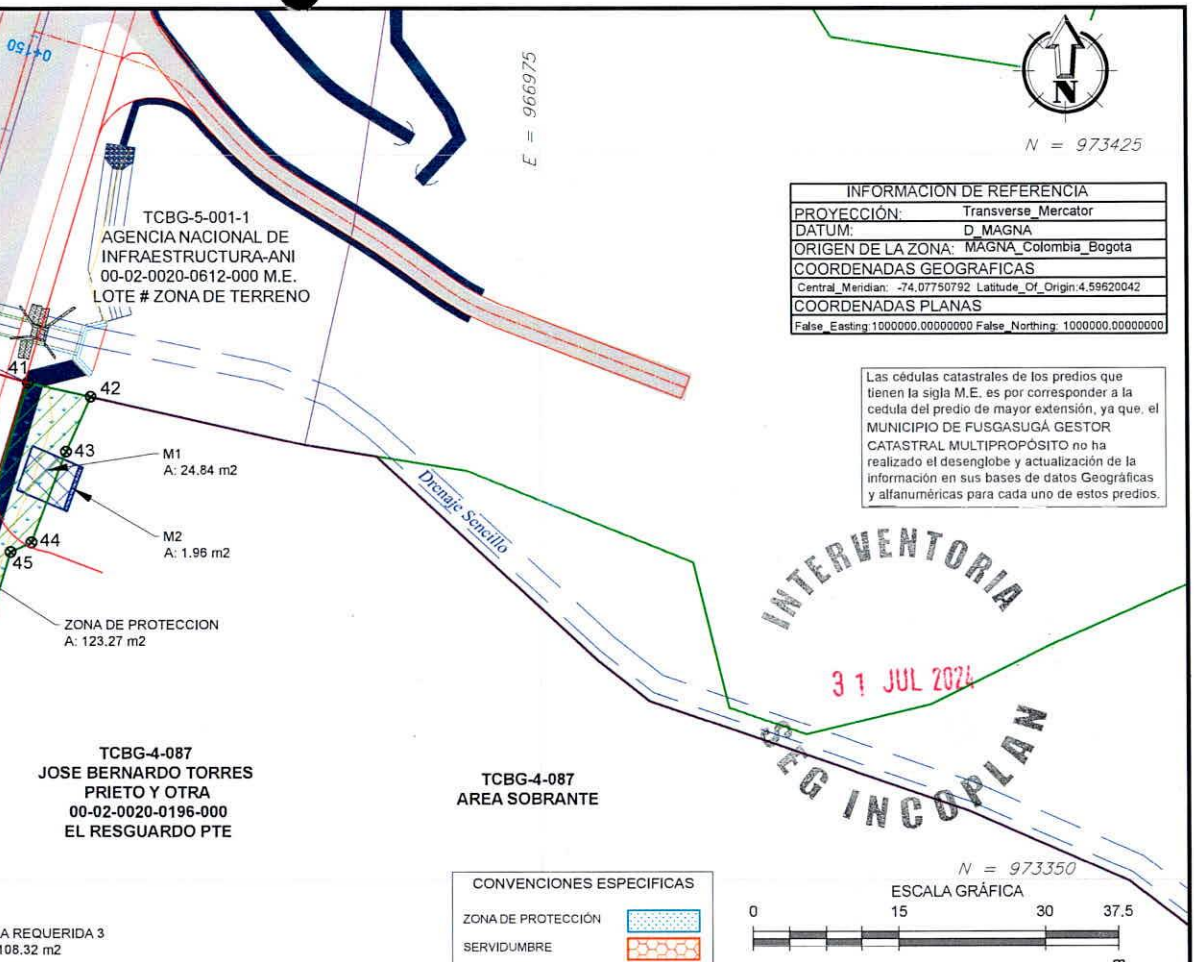 0+150
E = 966975
N
N = 973425
INFORMACIÓN DE REFERENCIA
PROYECCIÓN: Transverse_Mercator
DATUM: D_MAGNA
ORIGEN DE LA ZONA: MAGNA_Colombia_Bogota
COORDENADAS GEOGRAFICAS
Central_Meridian: -74,07750792 Latitude_Of_Origin:4,59620042
COORDENADAS PLANAS
False_Easting:1000000,00000000 False_Northing: 1000000,00000000
TCBG-5-001-1
AGENCIA NACIONAL DE
INFRAESTRUCTURA-ANI
00-02-0020-0612-000 M.E.
LOTE # ZONA DE TERRENO
Las cédulas catastrales de los predios que
tienen la sigla M.E. es por corresponder a la
cedula del predio de mayor extensión, ya que, el
MUNICIPIO DE FUSGASUGÁ GESTOR
CATASTRAL MULTIPROPÓSITO no ha
realizado el desenglobe y actualización de la
información en sus bases de datos Geográficas
y alfanuméricas para cada uno de estos predios.
41
42
43
M1
A: 24.84 m2
M2
A: 1.96 m2
44
45
Drenaje Sencillo
ZONA DE PROTECCION
A: 123.27 m2
INTERVENTORIA
31 JUL 2024
SEG INCOPLAN
TCBG-4-087
JOSE BERNARDO TORRES
PRIETO Y OTRA
00-02-0020-0196-000
EL RESGUARDO PTE
TCBG-4-087
AREA SOBRANTE
N = 973350
CONVENCIONES ESPECIFICAS
ZONA DE PROTECCIÓN
SERVIDUMBRE
ESCALA GRÁFICA
0 15 30 37.5
m
A REQUERIDA 3
108.32 m2